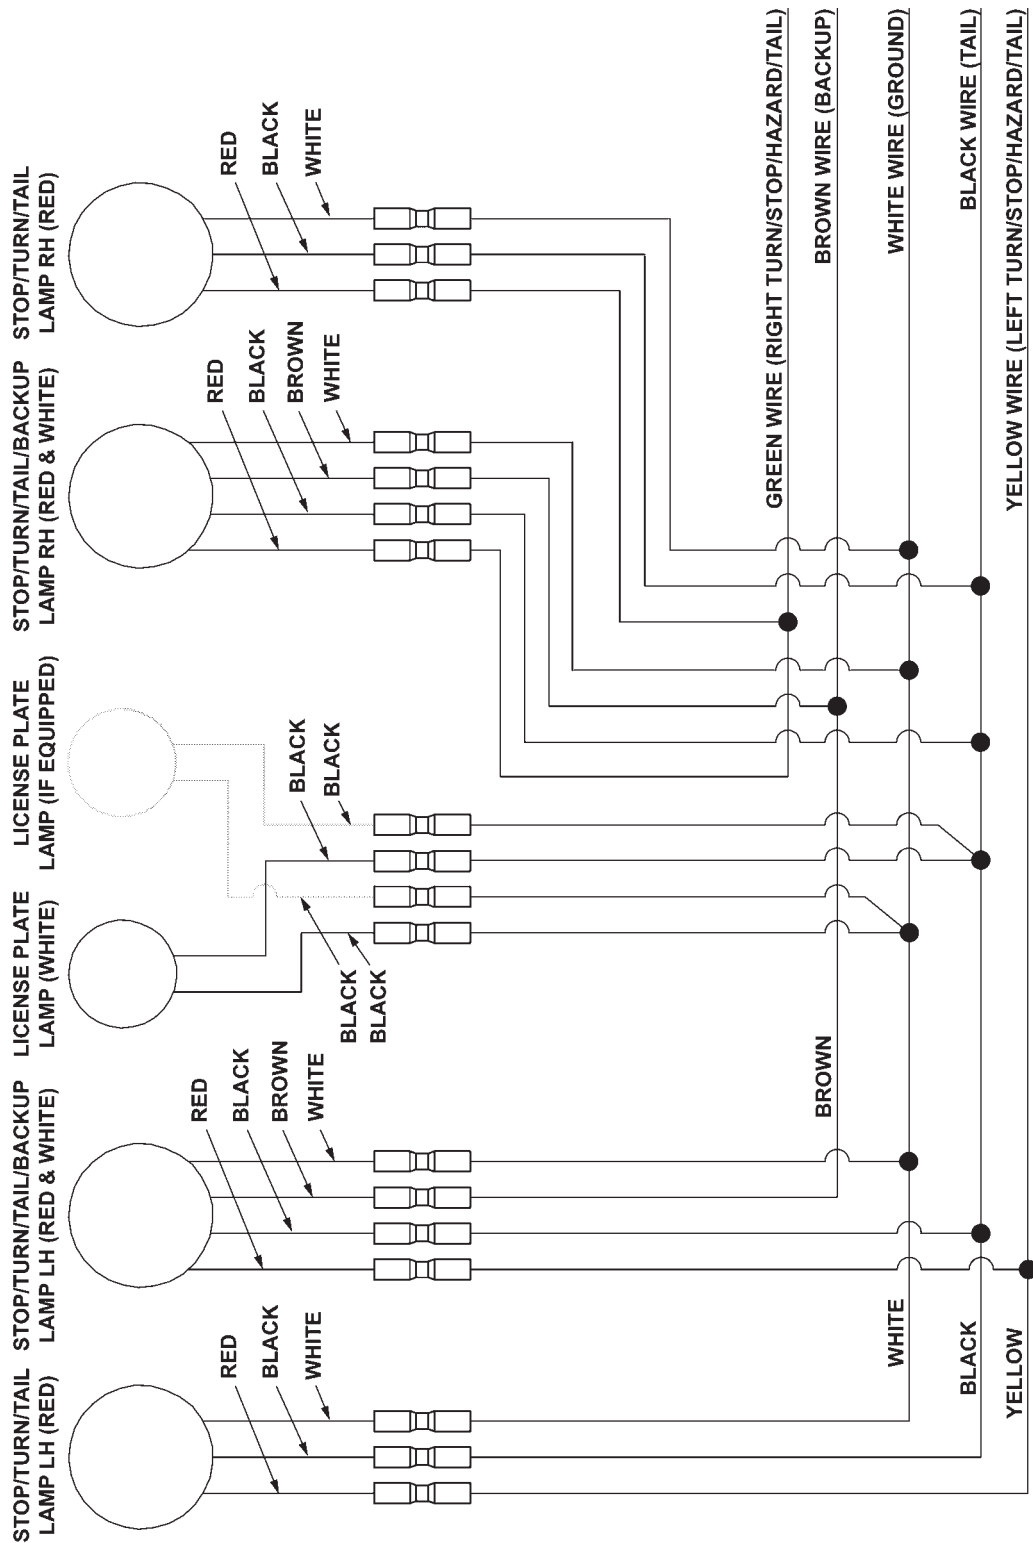 STOP/TURN/TAIL
LAMP LH (RED)
STOP/TURN/TAIL/BACKUP
LAMP LH (RED & WHITE)
LICENSE PLATE
LAMP (WHITE)
LICENSE PLATE
LAMP (IF EQUIPPED)
STOP/TURN/TAIL/BACKUP
LAMP RH (RED & WHITE)
STOP/TURN/TAIL
LAMP RH (RED)
RED
BLACK
WHITE
RED
BLACK
BROWN
WHITE
BLACK
BLACK
BLACK
BLACK
RED
BLACK
BROWN
WHITE
RED
BLACK
WHITE
GREEN WIRE (RIGHT TURN/STOP/HAZARD/TAIL)
BROWN
BROWN WIRE (BACKUP)
WHITE
WHITE WIRE (GROUND)
BLACK
BLACK WIRE (TAIL)
YELLOW
YELLOW WIRE (LEFT TURN/STOP/HAZARD/TAIL)